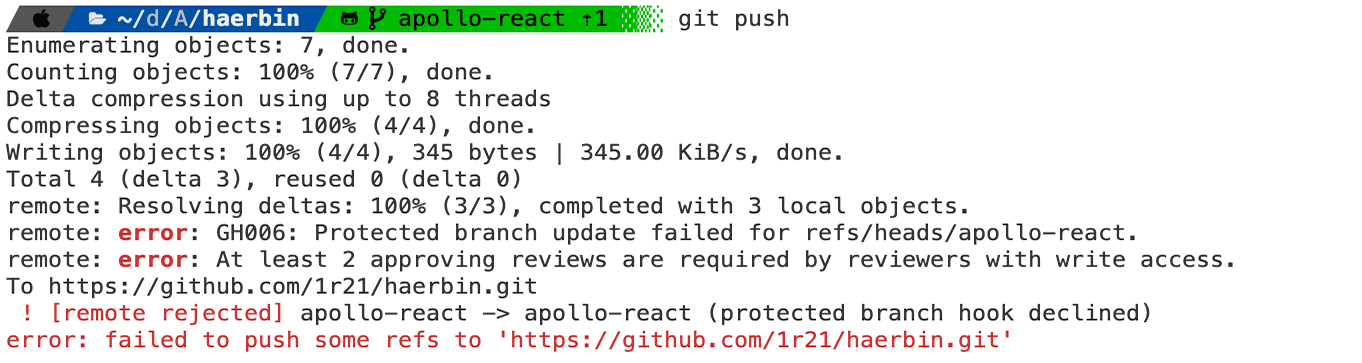 ~/d/A/haerbin apollo-react ↑1 git push
Enumerating objects: 7, done.
Counting objects: 100% (7/7), done.
Delta compression using up to 8 threads
Compressing objects: 100% (4/4), done.
Writing objects: 100% (4/4), 345 bytes | 345.00 KiB/s, done.
Total 4 (delta 3), reused 0 (delta 0)
remote: Resolving deltas: 100% (3/3), completed with 3 local objects.
remote: error: GH006: Protected branch update failed for refs/heads/apollo-react.
remote: error: At least 2 approving reviews are required by reviewers with write access.
To https://github.com/1r21/haerbin.git
 ! [remote rejected] apollo-react -> apollo-react (protected branch hook declined)
error: failed to push some refs to 'https://github.com/1r21/haerbin.git'